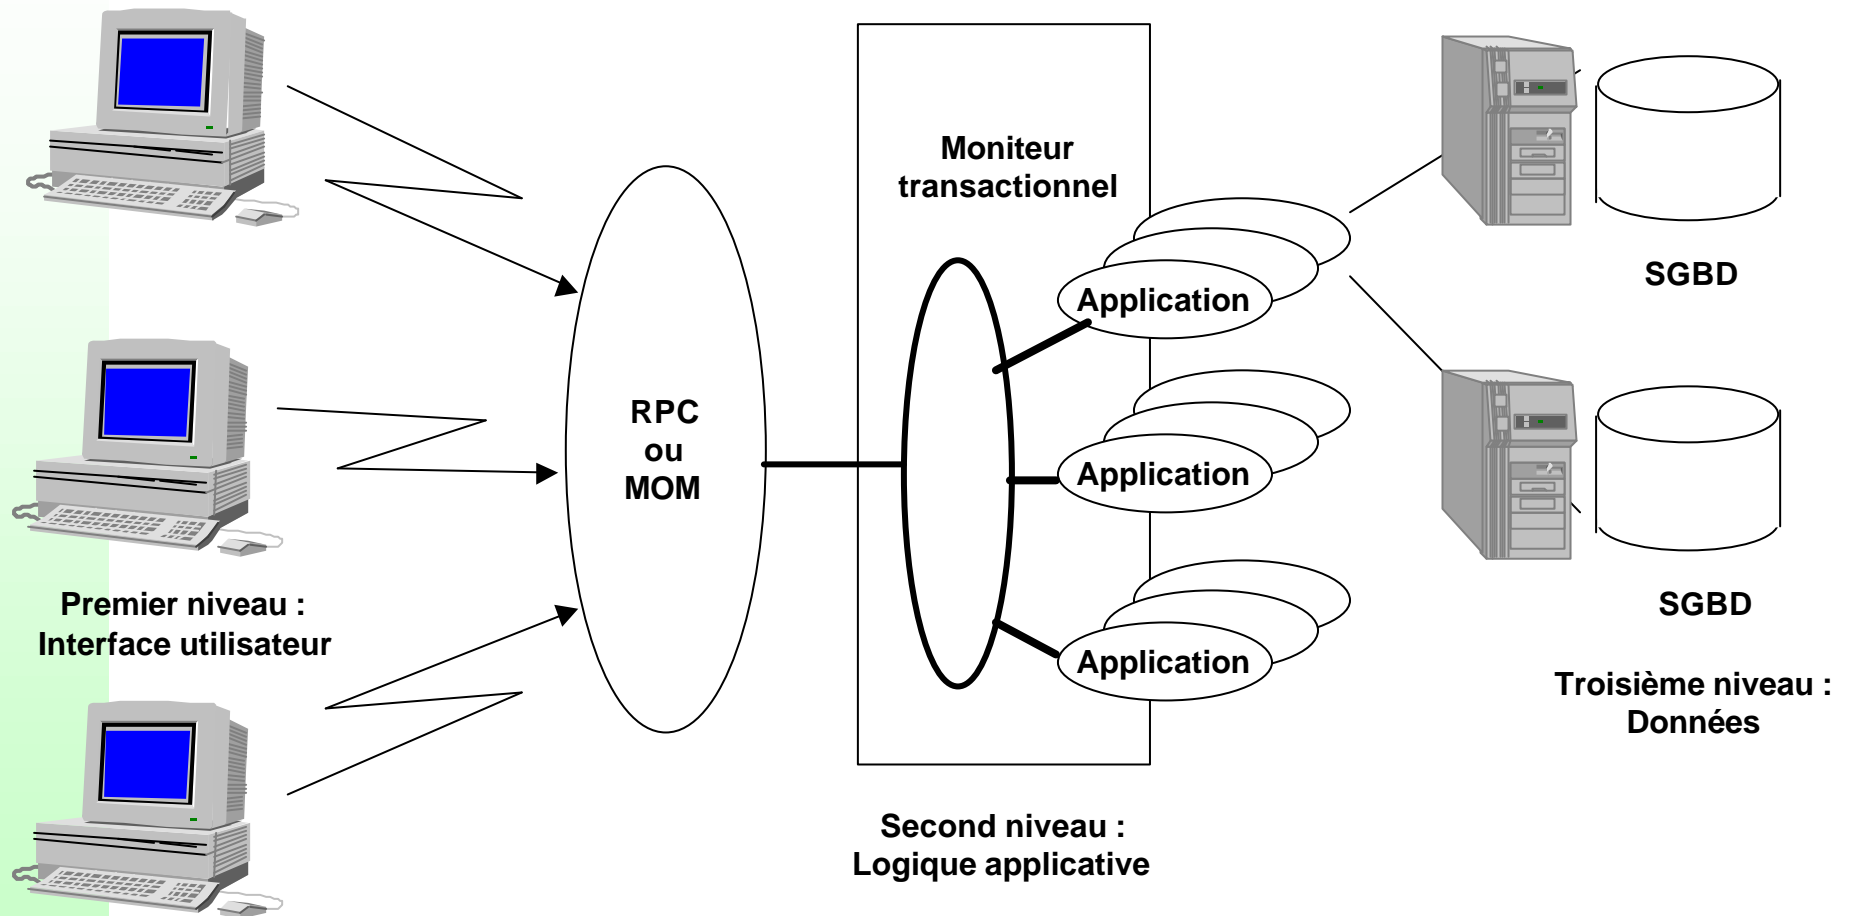 Moniteur
transactionnel
SGBD
Application
RPC
ou
MOM
Application
Premier niveau :
Interface utilisateur
SGBD
Application
Troisième niveau :
Données
Second niveau :
Logique applicative